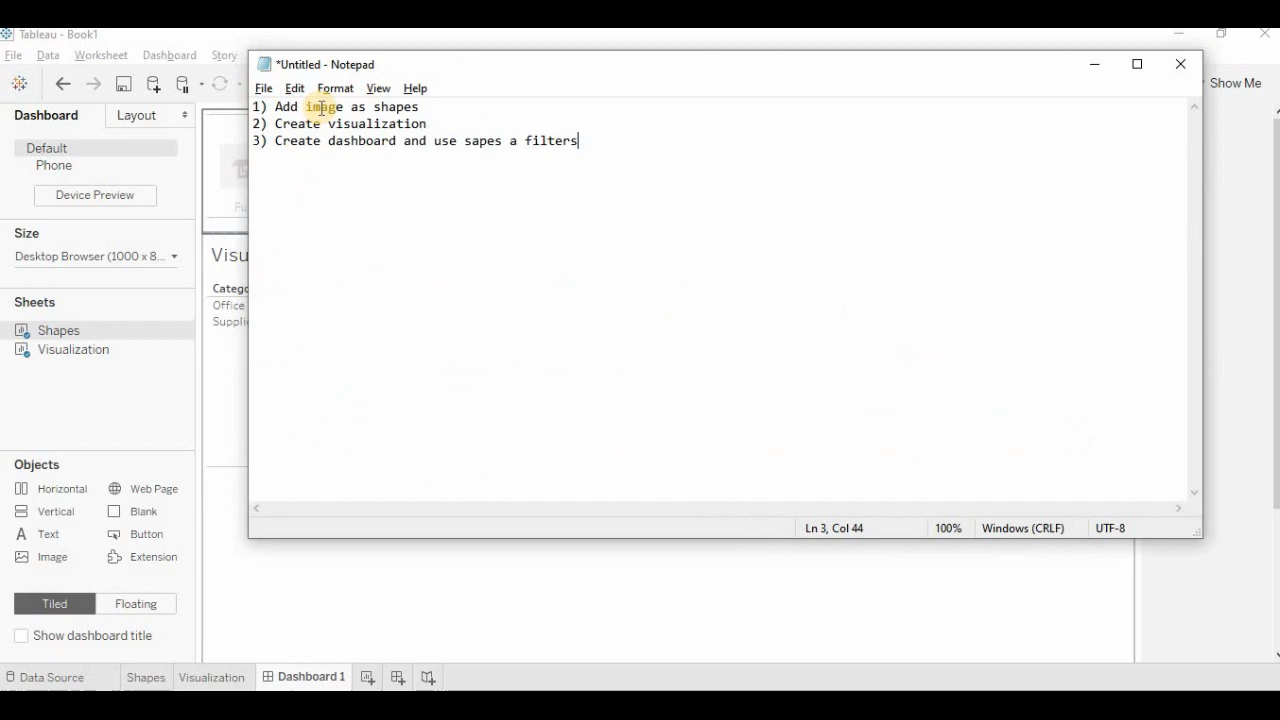 Tableau - Book1
File Data Worksheet Dashboard Story
Show Me
Dashboard Layout
Default
Phone
Device Preview
Size
Desktop Browser (1000 x 8...
Sheets
Shapes
Visualization
Objects
Horizontal Web Page
Vertical Blank
Text Button
Image Extension
Tiled Floating
Show dashboard title
Fu
Visu
Catego
Office
Supplie
*Untitled - Notepad
File Edit Format View Help
1) Add image as shapes
2) Create visualization
3) Create dashboard and use sapes a filters
Ln 3, Col 44 100% Windows (CRLF) UTF-8
Data Source Shapes Visualization Dashboard 1